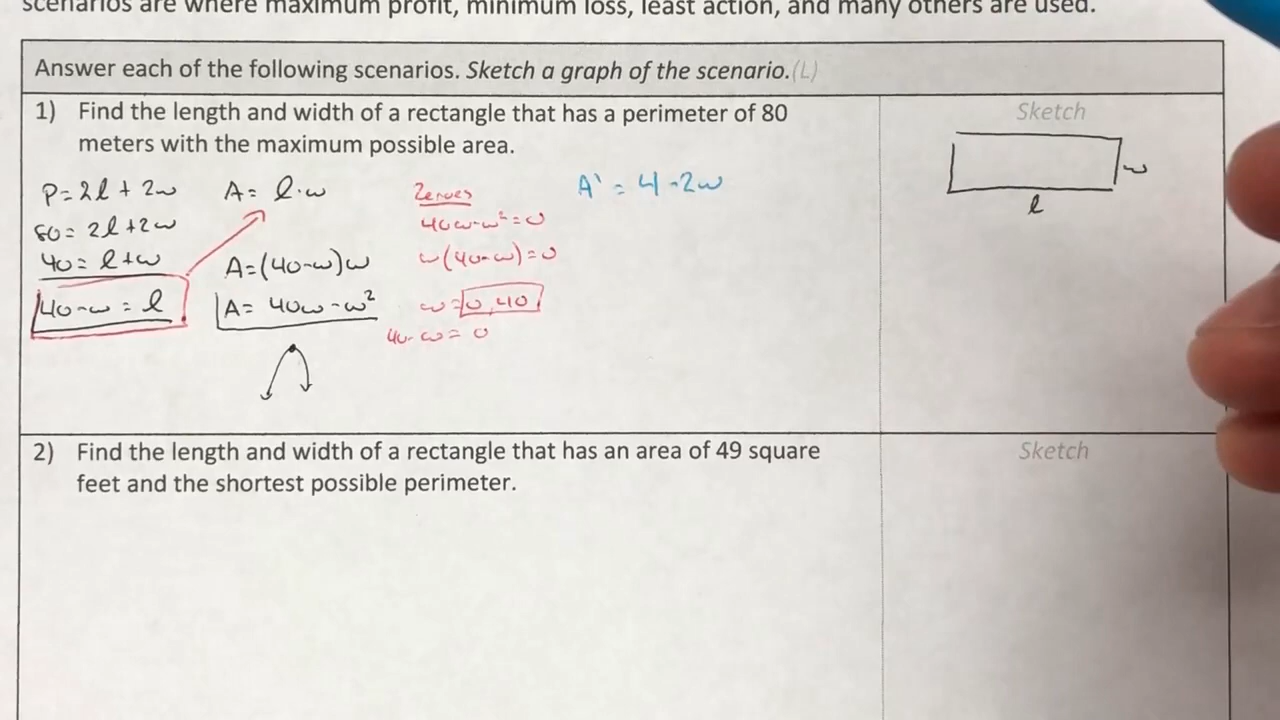 scenarios are where maximum profit, minimum loss, least action, and many others are used.
Answer each of the following scenarios. Sketch a graph of the scenario.(L)
1) Find the length and width of a rectangle that has a perimeter of 80
meters with the maximum possible area.
P=2l+2w
80=2l+2w
40=l+w
40-w=l
A=l·w
A=(40-w)w
A=40w-w²
Zeroes
40w-w²=0
w(40-w)=0
w=0,40
40-w=0
A'=4-2w
Sketch
w
l
2) Find the length and width of a rectangle that has an area of 49 square
feet and the shortest possible perimeter.
Sketch